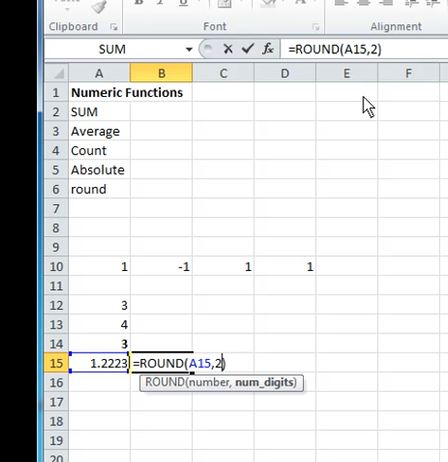 Clipboard Font Alignment
SUM fx =ROUND(A15,2)
A B C D E F
1 Numeric Functions
2 SUM
3 Average
4 Count
5 Absolute
6 round
7
8
9
10 1 -1 1 1
11
12 3
13 4
14 3
15 1.2223 =ROUND(A15,2)
16 ROUND(number, num_digits)
17
18
19
20